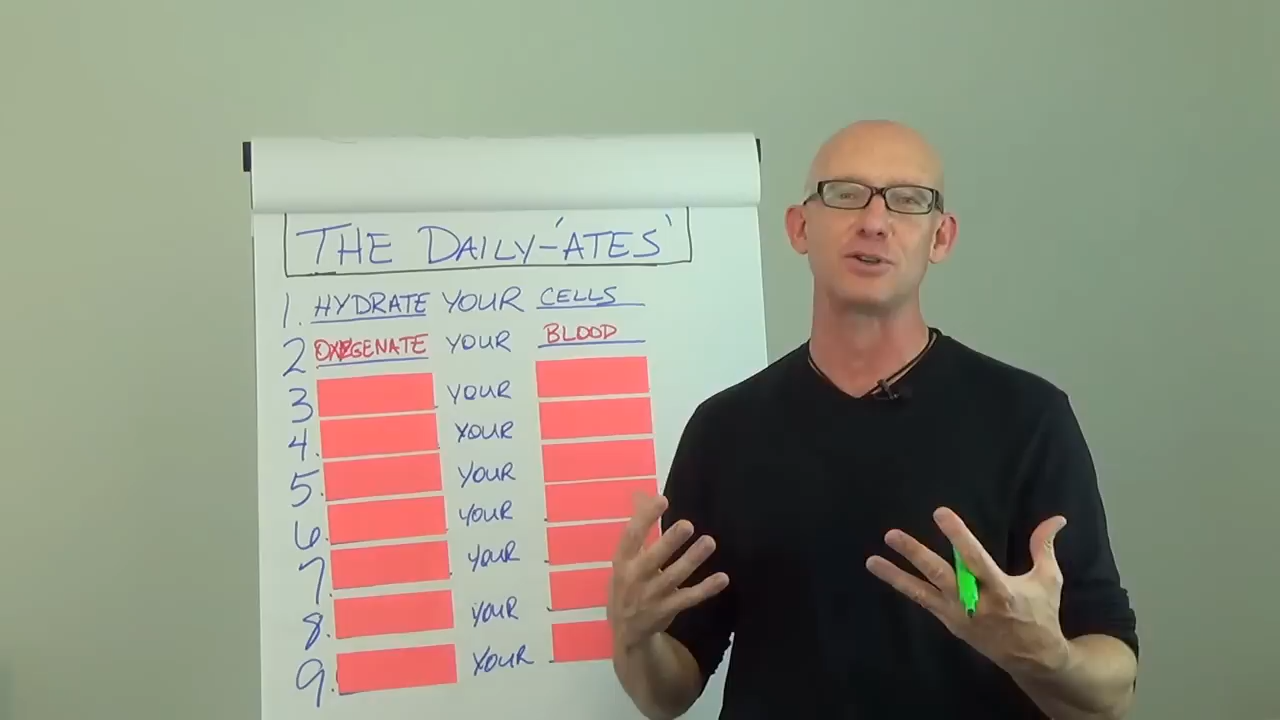 THE DAILY-'ATES'
1. HYDRATE YOUR CELLS
2 OXYGENATE YOUR BLOOD
3 YOUR
4. YOUR
5. YOUR
6. YOUR
7. YOUR
8. YOUR
9. YOUR